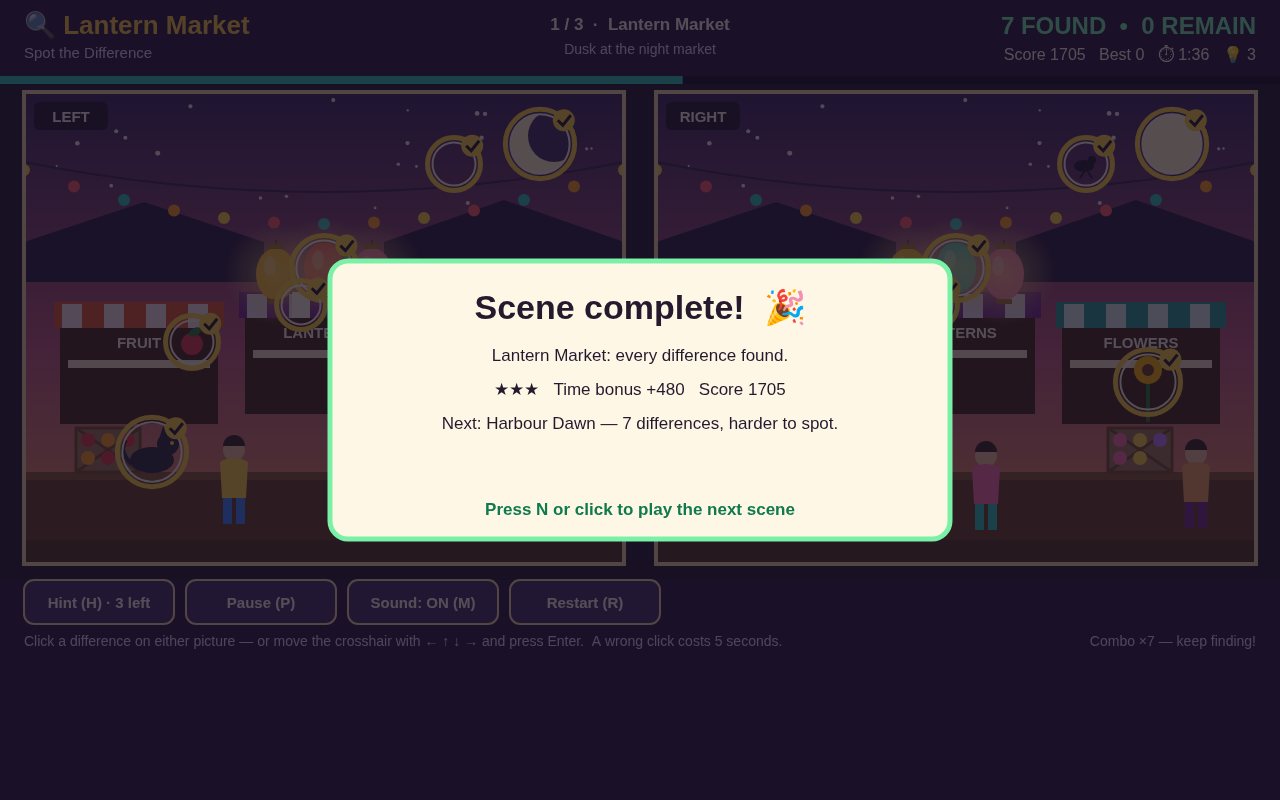 🔍 Lantern Market
Spot the Difference
1 / 3 · Lantern Market
Dusk at the night market
7 FOUND • 0 REMAIN
Score 1705 Best 0 ⏱ 1:36 💡 3
LEFT
RIGHT
FRUIT
FLOWERS
Scene complete! 🎉
Lantern Market: every difference found.
★★★ Time bonus +480 Score 1705
Next: Harbour Dawn — 7 differences, harder to spot.
Press N or click to play the next scene
Hint (H) · 3 left
Pause (P)
Sound: ON (M)
Restart (R)
Click a difference on either picture — or move the crosshair with ← ↑ ↓ → and press Enter. A wrong click costs 5 seconds.
Combo ×7 — keep finding!